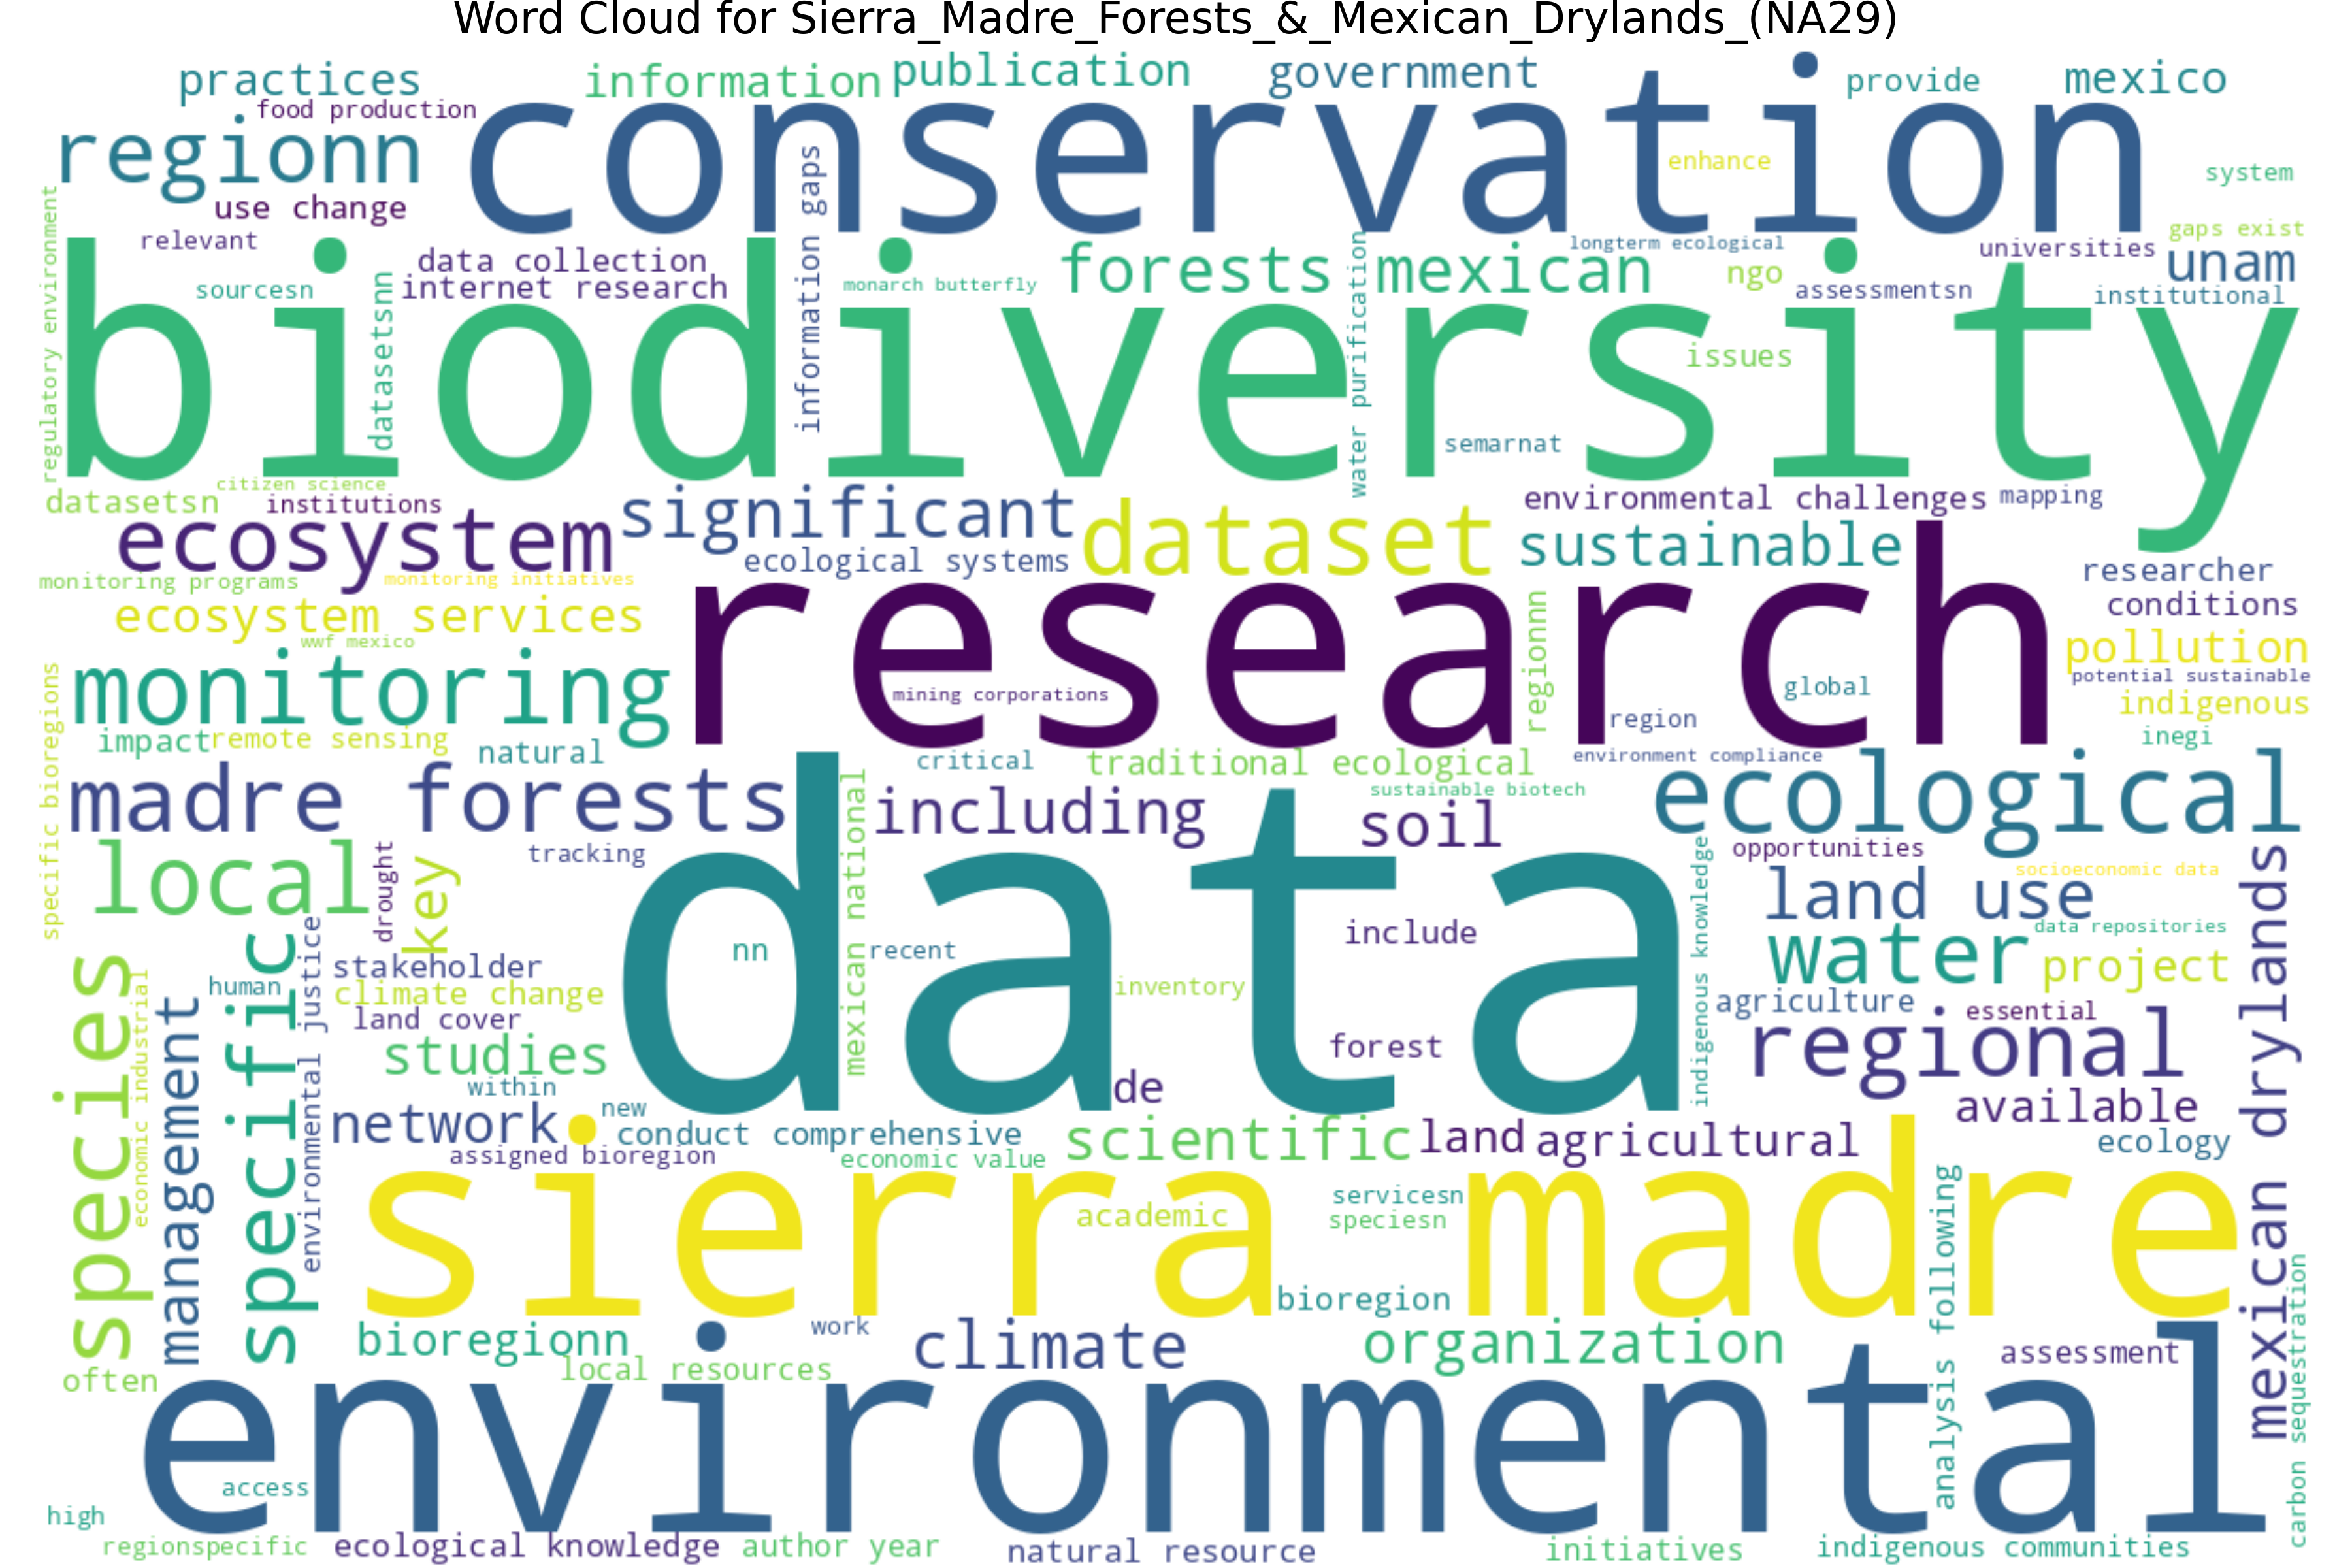 Word Cloud for Sierra_Madre_Forests_&_Mexican_Drylands_(NA29)
practices
information
publication
government
provide
mexico
food production
conservation
regionn
enhance
system
use change
information gaps
regulatory environment
relevant
data collection
forests mexican
longterm ecological
universities
gaps exist
unam
sourcesn
datasetsnn
internet research
monarch butterfly
ngo
assessmentsn
institutional
biodiversity
water purification
issues
semarnat
citizen science
datasetsn
institutions
significant
dataset
environmental challenges
mapping
ecosystem
ecological systems
sustainable
researcher
monitoring programs
monitoring initiatives
conditions
ecosystem services
research
regionnn
wwf mexico
pollution
monitoring
mining corporations
global
potential sustainable
indigenous
region
specific bioregions
impact
remote sensing
natural
critical
traditional ecological
environment compliance
inegi
madre forests
including
sustainable biotech
soil
ecological
local
drought
key
tracking
data
mexican national
opportunities
socioeconomic data
land use
indigenous knowledge
data repositories
include
nn
recent
water
project
mexican drylands
species
economic industrial
human
management
specific
environmental justice
stakeholder
climate change
inventory
agriculture
land cover
essential
studies
forest
regional
within
de
available
network
new
conduct comprehensive
scientific
land
agricultural
ecology
assigned bioregion
economic value
sierra madre
academic
servicesn
speciesn
analysis following
bioregion
bioregionn
work
climate
organization
assessment
carbon sequestration
local resources
often
environmental
access
high
regionspecific
ecological knowledge
author year
natural resource
initiatives
indigenous communities